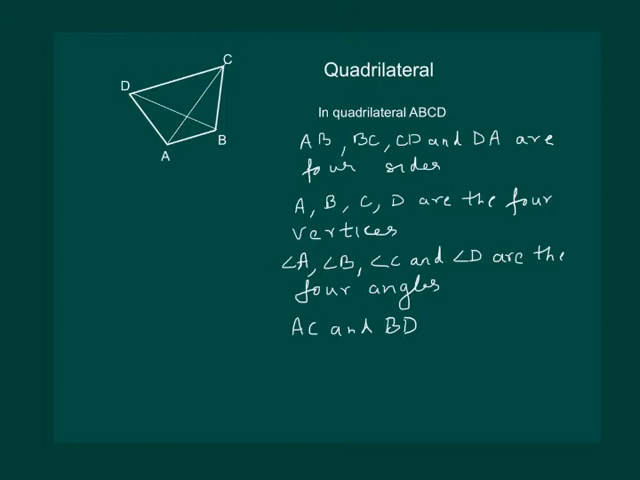 C
D
B
A
Quadrilateral
In quadrilateral ABCD
AB, BC, CD and DA are
four sides
A, B, C, D are the four
vertices
∠A, ∠B, ∠C and ∠D are the
four angles
AC and BD